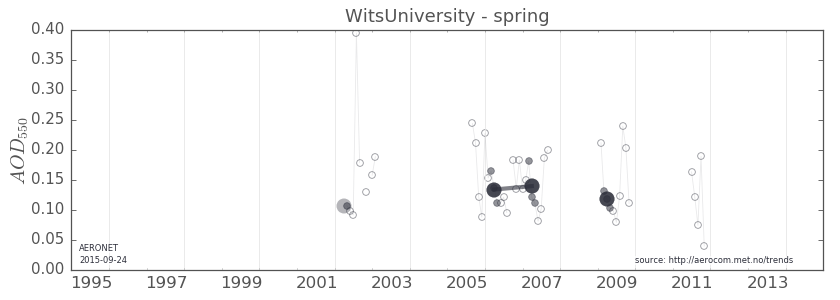 WitsUniversity - spring
0.40
0.35
0.30
0.25
0.20
0.15
0.10
0.05
0.00
AOD550
AERONET
2015-09-24
source: http://aerocom.met.no/trends
1995 1997 1999 2001 2003 2005 2007 2009 2011 2013